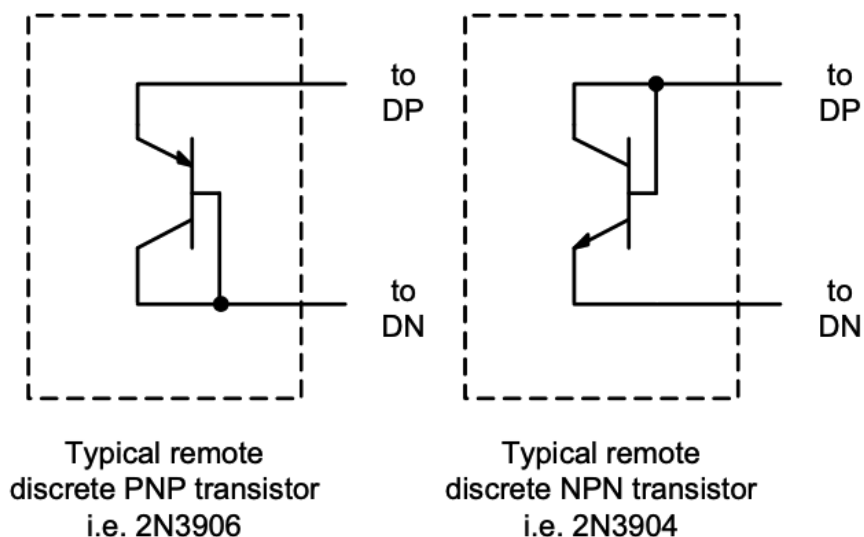 to
DP
to
DN
Typical remote
discrete PNP transistor
i.e. 2N3906
to
DP
to
DN
Typical remote
discrete NPN transistor
i.e. 2N3904